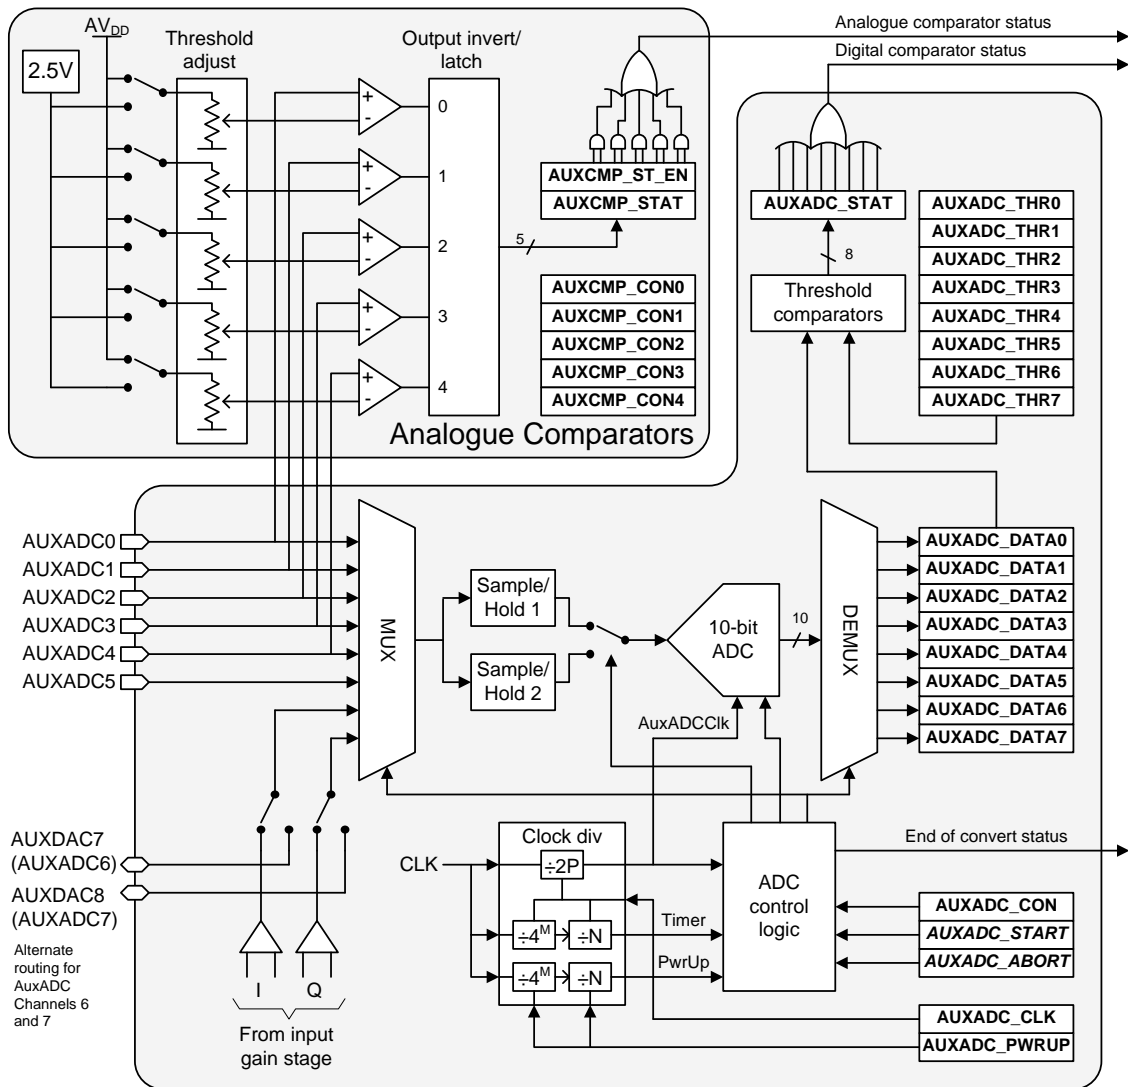 Analogue comparator status
Digital comparator status
AVDD
2.5V
Threshold
adjust
Output invert/
latch
+
-
0
+
-
1
+
-
2
+
-
3
+
-
4
5
AUXCMP_ST_EN
AUXCMP_STAT
AUXCMP_CON0
AUXCMP_CON1
AUXCMP_CON2
AUXCMP_CON3
AUXCMP_CON4
Analogue Comparators
AUXADC_STAT
8
Threshold
comparators
AUXADC_THR0
AUXADC_THR1
AUXADC_THR2
AUXADC_THR3
AUXADC_THR4
AUXADC_THR5
AUXADC_THR6
AUXADC_THR7
AUXADC0
AUXADC1
AUXADC2
AUXADC3
AUXADC4
AUXADC5
MUX
Sample/
Hold 1
Sample/
Hold 2
10-bit
ADC
10
DEMUX
AUXADC_DATA0
AUXADC_DATA1
AUXADC_DATA2
AUXADC_DATA3
AUXADC_DATA4
AUXADC_DATA5
AUXADC_DATA6
AUXADC_DATA7
AuxADCClk
AUXDAC7
(AUXADC6)
AUXDAC8
(AUXADC7)
Alternate
routing for
AuxADC
Channels 6
and 7
I
Q
From input
gain stage
CLK
Clock div
÷2P
÷4M
÷N
÷4M
÷N
Timer
PwrUp
ADC
control
logic
End of convert status
AUXADC_CON
AUXADC_START
AUXADC_ABORT
AUXADC_CLK
AUXADC_PWRUP